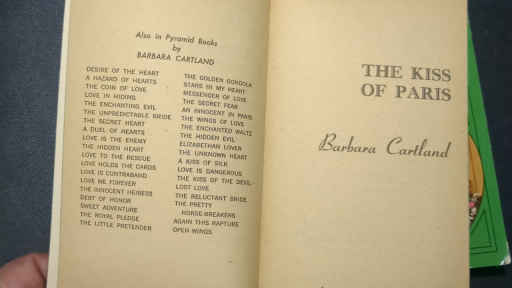 Also in Pyramid Books
by
BARBARA CARTLAND
DESIRE OF THE HEART
A HAZARD OF HEARTS
THE COIN OF LOVE
LOVE IN HIDING
THE ENCHANTING EVIL
THE UNPREDICTABLE BRIDE
THE SECRET HEART
A DUEL OF HEARTS
LOVE IS THE ENEMY
THE HIDDEN HEART
LOVE TO THE RESCUE
LOVE HOLDS THE CARDS
LOVE IS CONTRABAND
LOVE ME FOREVER
THE INNOCENT HEIRESS
DEBT OF HONOR
SWEET ADVENTURE
THE ROYAL PLEDGE
THE LITTLE PRETENDER
THE GOLDEN GONDOLA
STARS IN MY HEART
MESSENGER OF LOVE
THE SECRET FEAR
AN INNOCENT IN PARIS
THE WINGS OF LOVE
THE ENCHANTED WALTZ
THE HIDDEN EVIL
ELIZABETHAN LOVER
THE UNKNOWN HEART
A KISS OF SILK
LOVE IS DANGEROUS
THE KISS OF THE DEVIL
LOST LOVE
THE RELUCTANT BRIDE
THE PRETTY
HORSE-BREAKERS
AGAIN THIS RAPTURE
OPEN WINGS
THE KISS
OF PARIS
Barbara Cartland